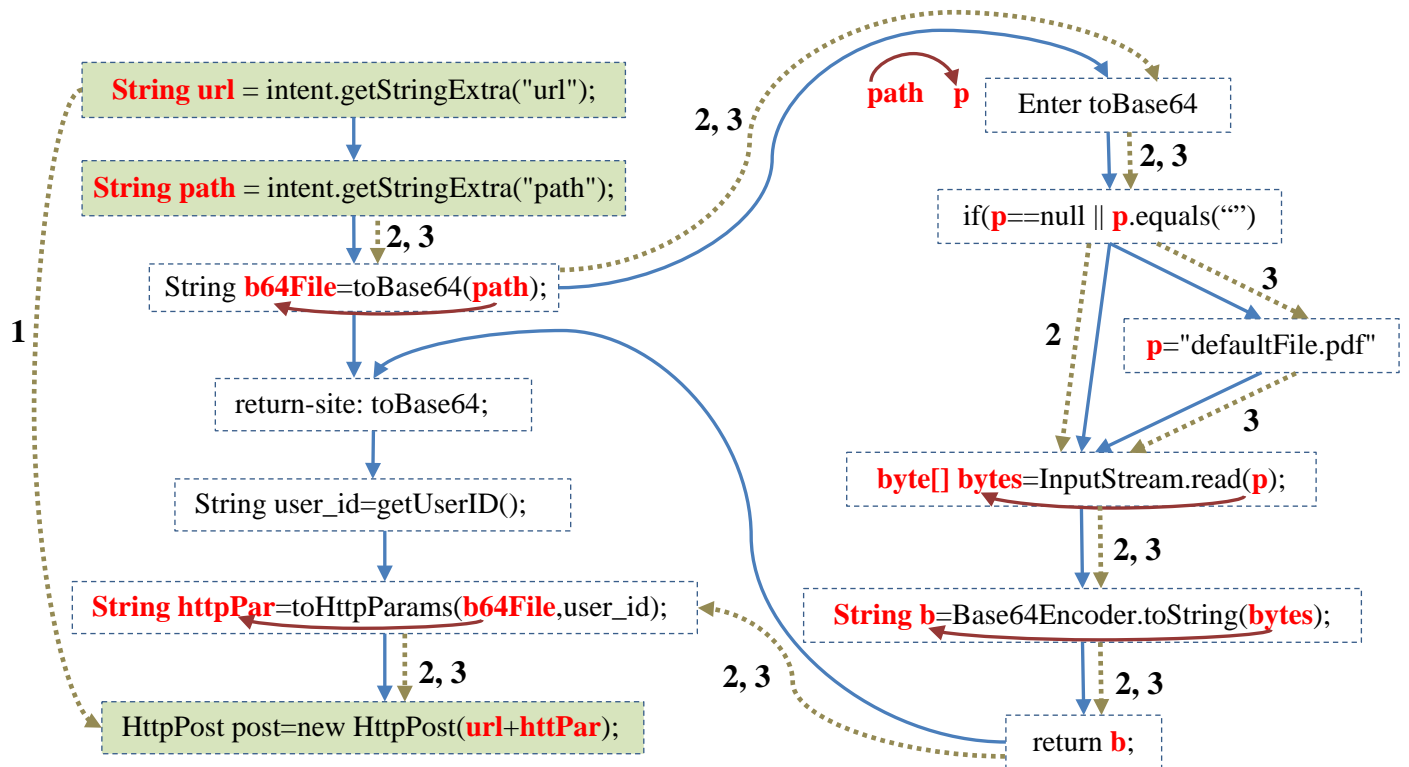 String url = intent.getStringExtra("url");
String path = intent.getStringExtra("path");
2, 3
String b64File=toBase64(path);
1
return-site: toBase64;
String user_id=getUserID();
String httpPar=toHttpParams(b64File,user_id);
2, 3
HttpPost post=new HttpPost(url+httPar);
2, 3
path p
Enter toBase64
2, 3
if(p==null || p.equals(“”)
3
2
p="defaultFile.pdf"
3
byte[] bytes=InputStream.read(p);
2, 3
String b=Base64Encoder.toString(bytes);
2, 3
2, 3
return b;